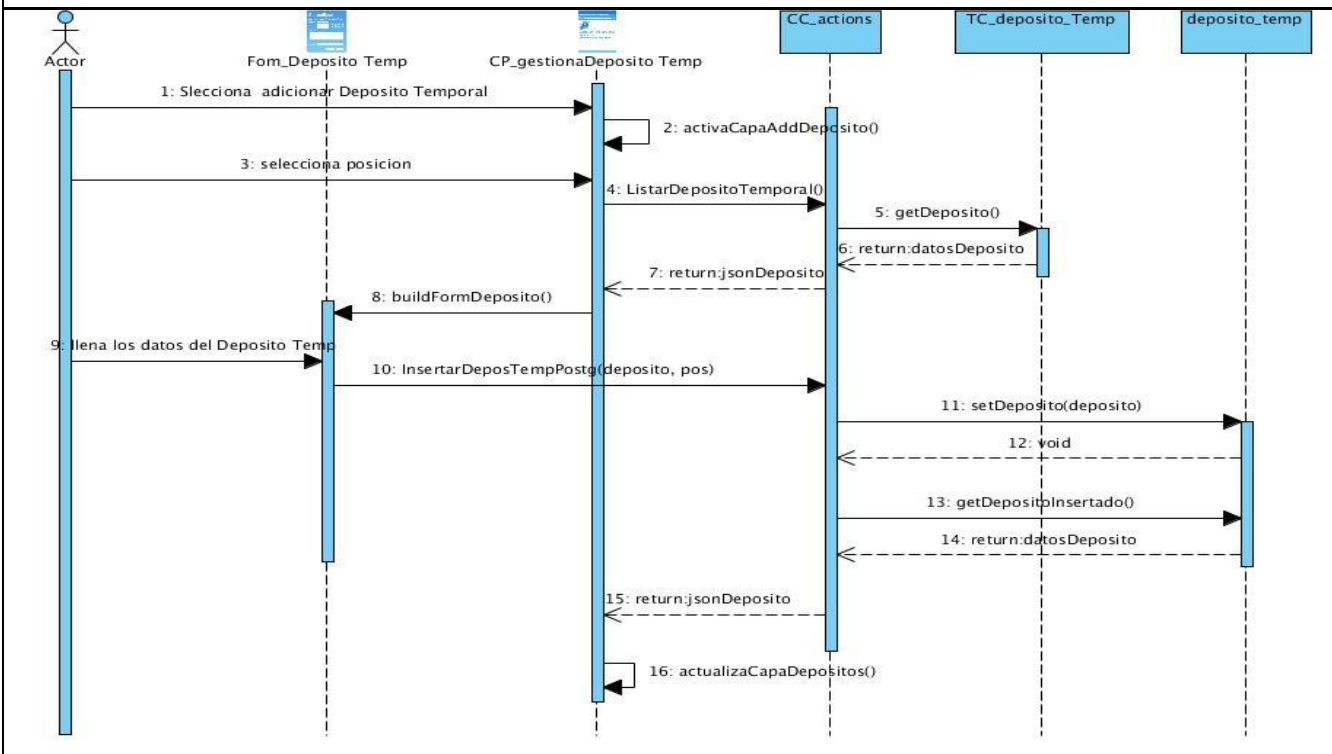 CC_actions
TC_deposito_Temp
deposito_temp
Actor
Fom_Deposito Temp
CP_gestionaDeposito Temp
1: Slecciona adicionar Deposito Temporal
2: activaCapaAddDeposito()
3: selecciona posicion
4: ListarDepositoTemporal()
5: getDeposito()
6: return:datosDeposito
7: return:jsonDeposito
8: buildFormDeposito()
9: llena los datos del Deposito Temp
10: InsertarDeposTempPostg(deposito, pos)
11: setDeposito(deposito)
12: void
13: getDepositoInsertado()
14: return:datosDeposito
15: return:jsonDeposito
16: actualizaCapaDepositos()